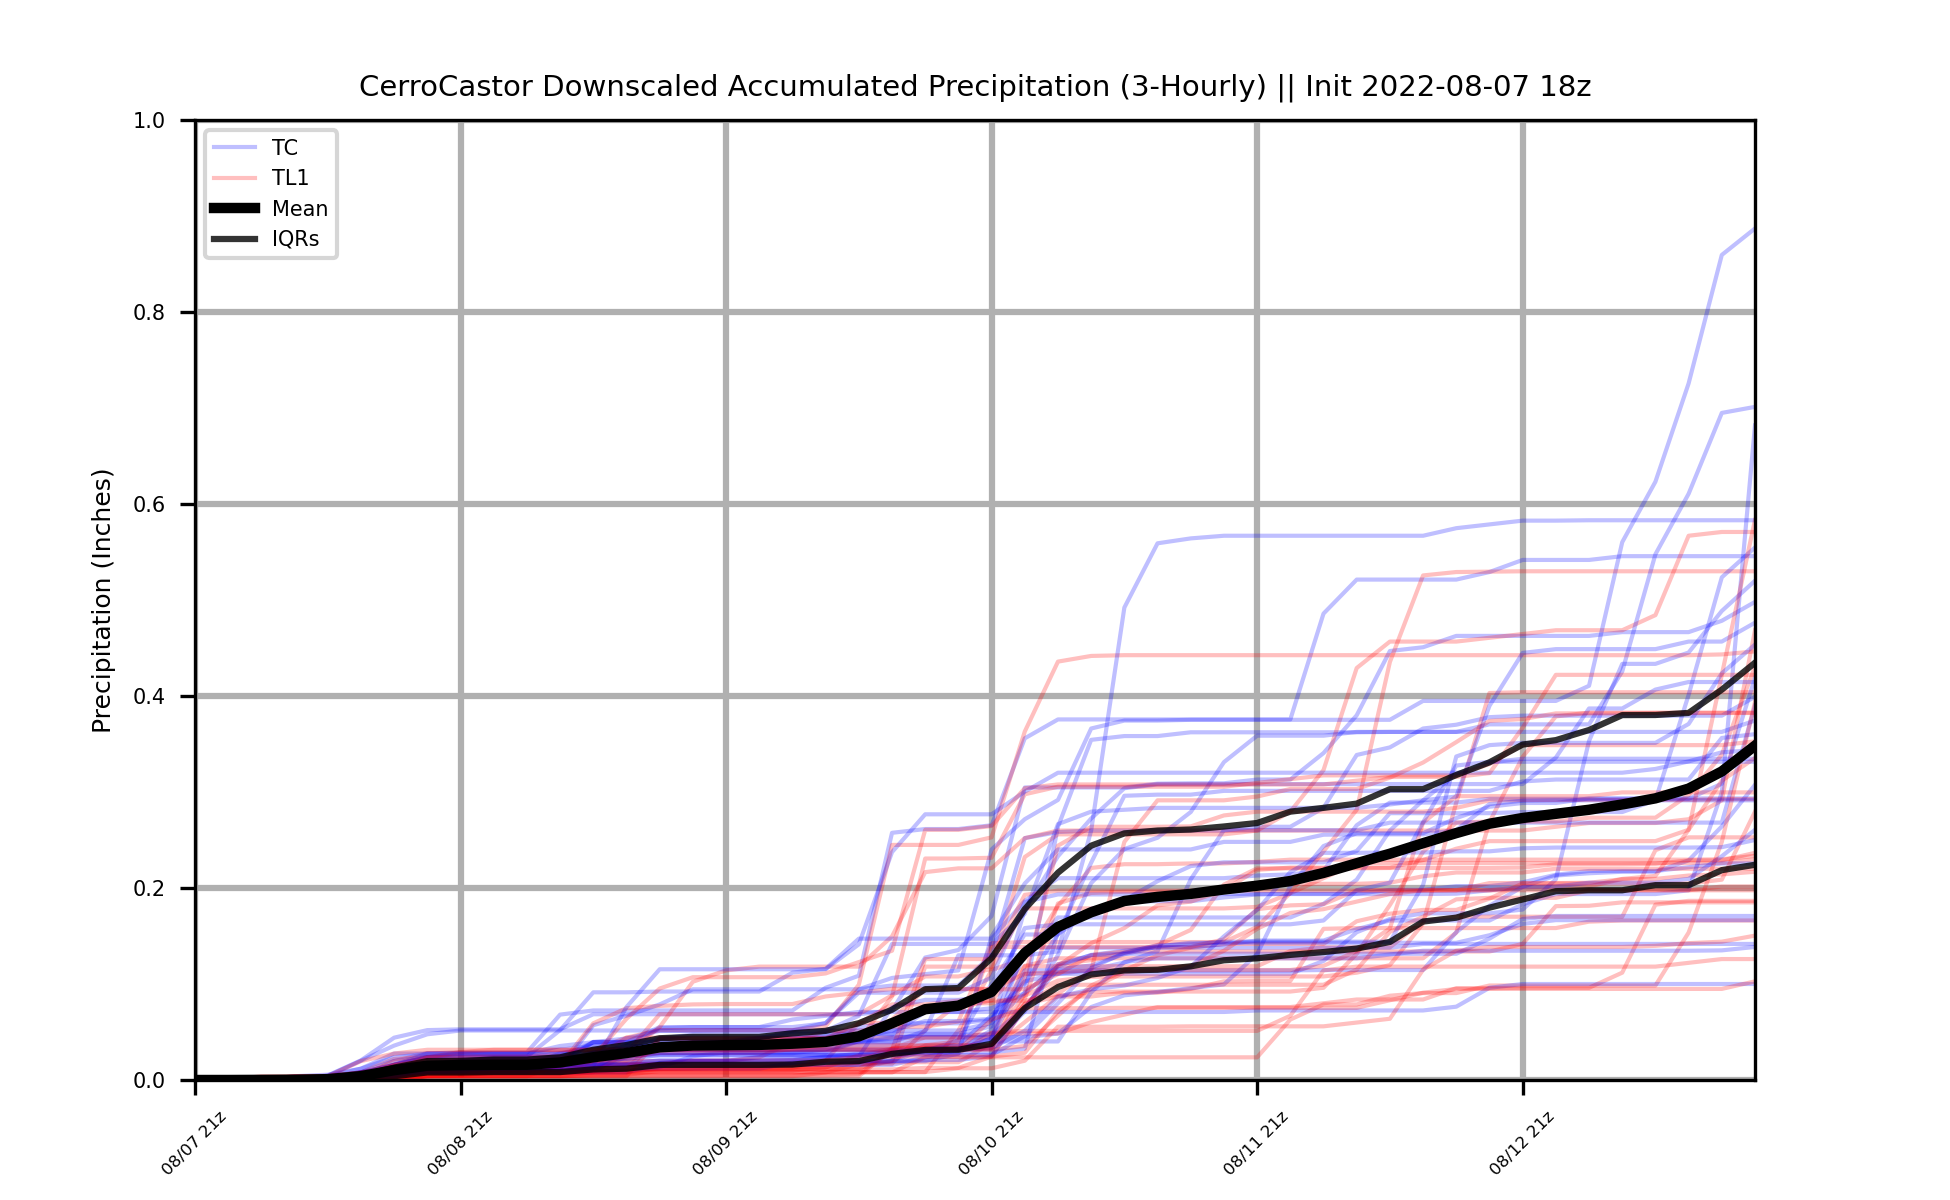 CerroCastor Downscaled Accumulated Precipitation (3-Hourly) || Init 2022-08-07 18z
1.0
0.8
0.6
0.4
0.2
0.0
Precipitation (Inches)
TC
TL1
Mean
IQRs
08/07 21z
08/08 21z
08/09 21z
08/10 21z
08/11 21z
08/12 21z